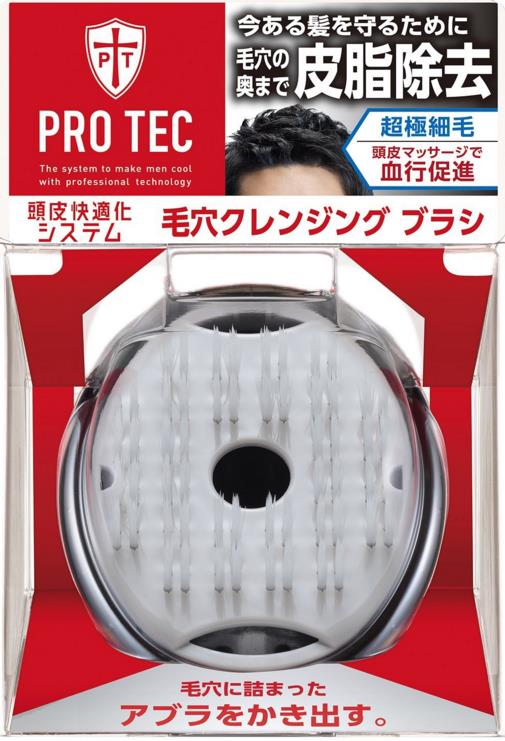 PT
PRO TEC
The system to make men cool
with professional technology
今ある髪を守るために
毛穴の
奥まで
皮脂除去
超極細毛
頭皮マッサージで
血行促進
頭皮快適化
システム
毛穴クレンジング ブラシ
毛穴に詰まった
アブラをかき出す。